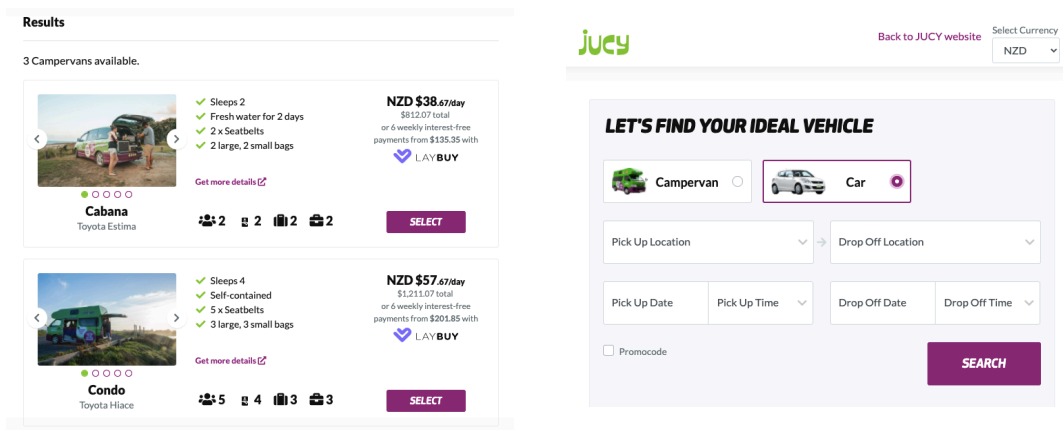 Results
3 Campervans available.
Sleeps 2
Fresh water for 2 days
2 x Seatbelts
2 large, 2 small bags
Get more details
NZD $38.67/day
$812.07 total
or 6 weekly interest-free
payments from $135.35 with
LAYBUY
Cabana
Toyota Estima
2 2 2 2
SELECT
Sleeps 4
Self-contained
5 x Seatbelts
3 large, 3 small bags
Get more details
NZD $57.67/day
$1,211.07 total
or 6 weekly interest-free
payments from $201.85 with
LAYBUY
Condo
Toyota Hiace
5 4 3 3
SELECT
jucy
Back to JUCY website
Select Currency
NZD
LET'S FIND YOUR IDEAL VEHICLE
Campervan
Car
Pick Up Location
Drop Off Location
Pick Up Date
Pick Up Time
Drop Off Date
Drop Off Time
Promocode
SEARCH